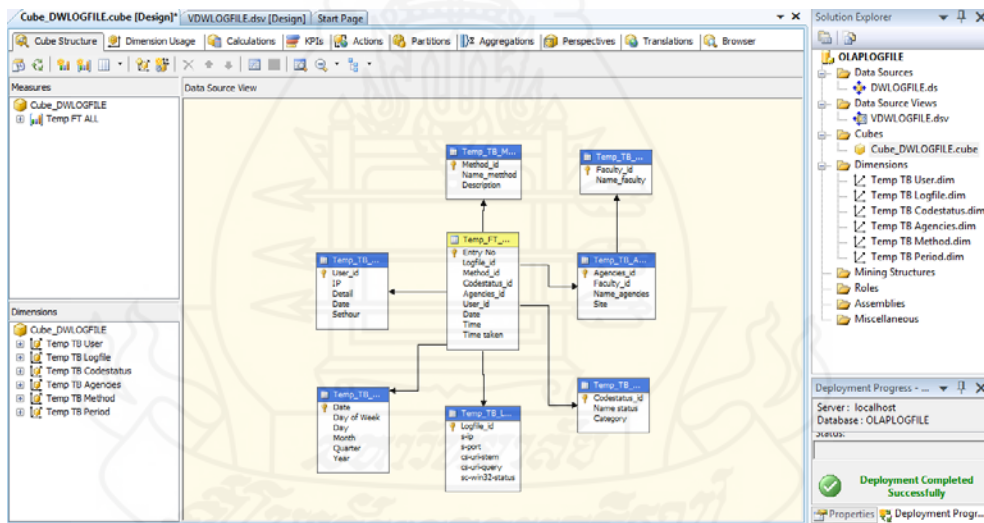 Cube_DWLOGFILE.cube [Design]* VDWLOGFILE.dsv [Design] Start Page
Cube Structure Dimension Usage Calculations KPIs Actions Partitions Aggregations Perspectives Translations Browser
Measures
Cube_DWLOGFILE
Temp FT ALL
Dimensions
Cube_DWLOGFILE
Temp TB User
Temp TB Logfile
Temp TB Codestatus
Temp TB Agencies
Temp TB Method
Temp TB Period
Data Source View
Temp_TB_M...
Method_id
Name_metthod
Description
Temp_TB_...
Faculty_id
Name_faculty
Temp_FT_...
Entry No
Logfile_id
Method_id
Codestatus_id
Agencies_id
User_id
Date
Time
Time taken
Temp_TB_...
User_id
IP
Detail
Date
Sethour
Temp_TB_A...
Agencies_id
Faculty_id
Name_agencies
Site
Temp_TB_...
Date
Day of Week
Day
Month
Quarter
Year
Temp_TB_L...
Logfile_id
s-ip
s-port
cs-uri-stem
cs-uri-query
sc-win32-status
Temp_TB_...
Codestatus_id
Name status
Category
Solution Explorer
OLAPLOGFILE
Data Sources
DWLOGFILE.ds
Data Source Views
VDWLOGFILE.dsv
Cubes
Cube_DWLOGFILE.cube
Dimensions
Temp TB User.dim
Temp TB Logfile.dim
Temp TB Codestatus.dim
Temp TB Agencies.dim
Temp TB Method.dim
Temp TB Period.dim
Mining Structures
Roles
Assemblies
Miscellaneous
Deployment Progress - ...
Server : localhost
Database : OLAPLOGFILE
Status:
Deployment Completed
Successfully
Properties Deployment Progr...